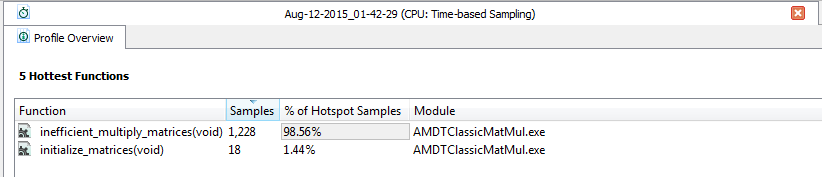 Aug-12-2015_01-42-29 (CPU: Time-based Sampling)
Profile Overview
5 Hottest Functions
Function Samples % of Hotspot Samples Module
inefficient_multiply_matrices(void) 1,228 98.56% AMDTClassicMatMul.exe
initialize_matrices(void) 18 1.44% AMDTClassicMatMul.exe